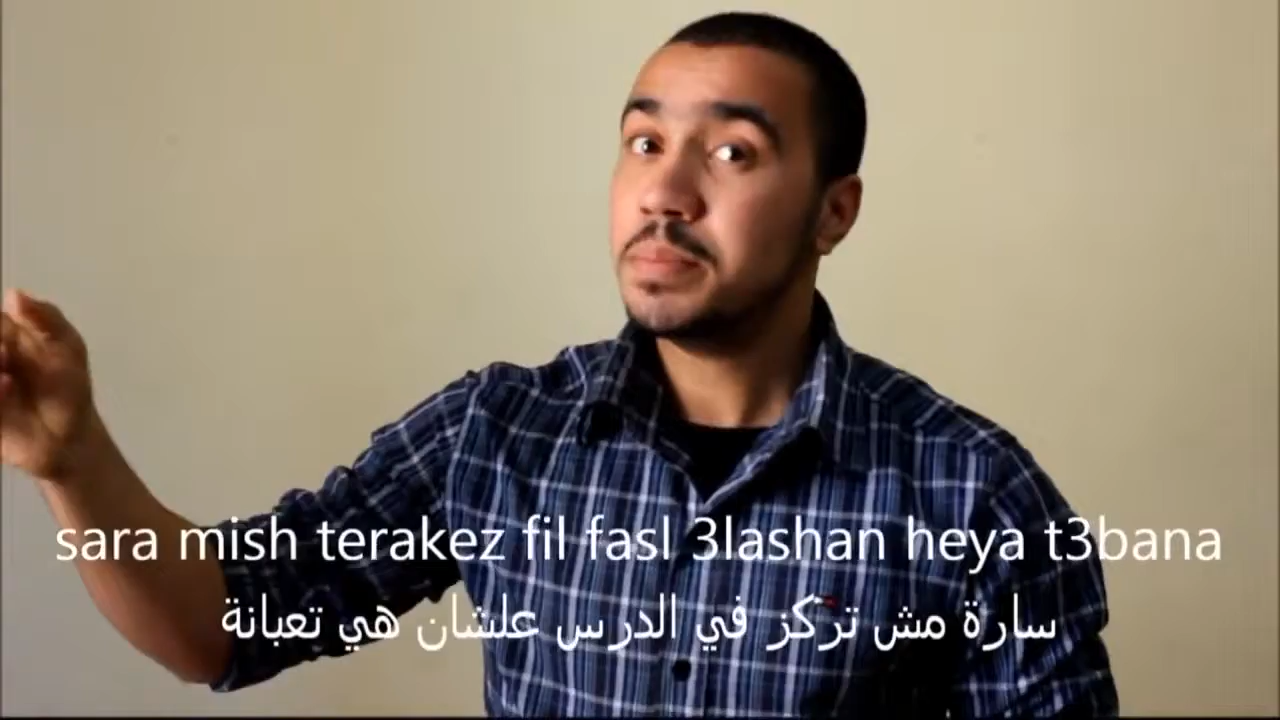 sara mish terakez fil fasl 3lashan heya t3bana
سارة مش تركز في الدرس علشان هي تعبانة